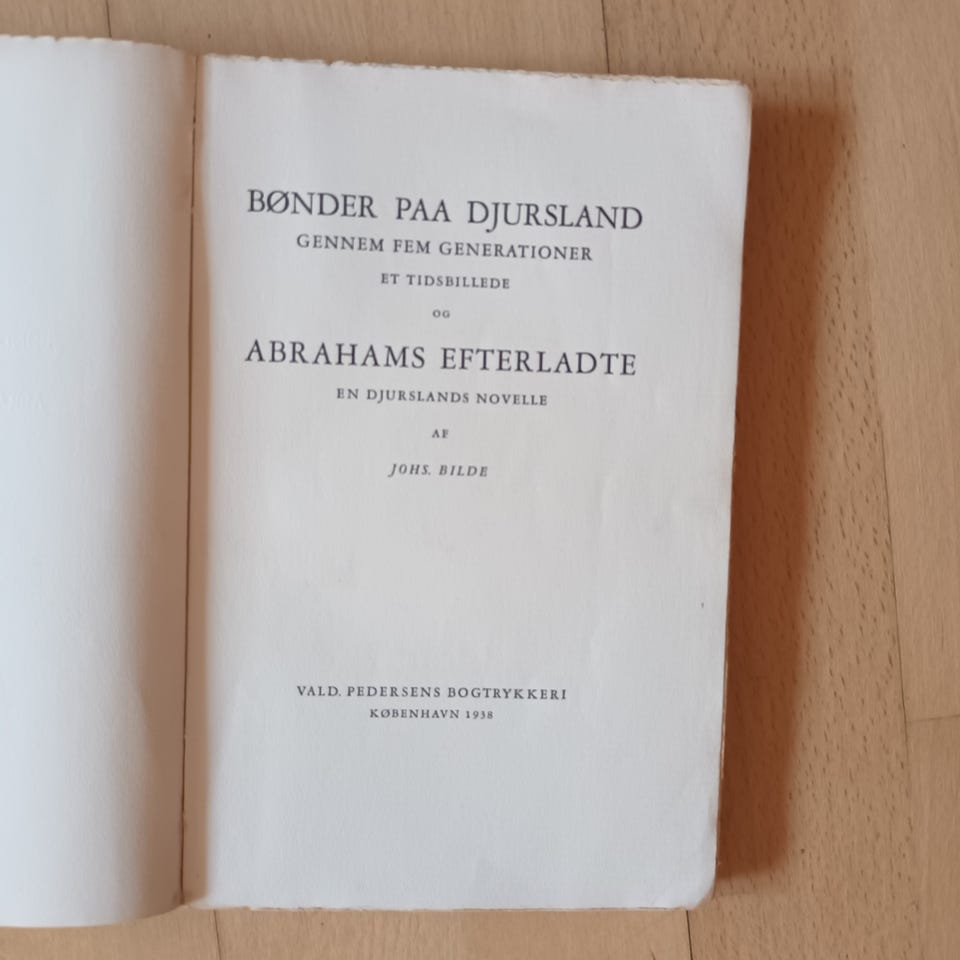 BØNDER PAA DJURSLAND
GENNEM FEM GENERATIONER
ET TIDSBILLEDE
OG
ABRAHAMS EFTERLADTE
EN DJURSLANDS NOVELLE
AF
JOHS. BILDE
VALD. PEDERSENS BOGTRYKKERI
KØBENHAVN 1938